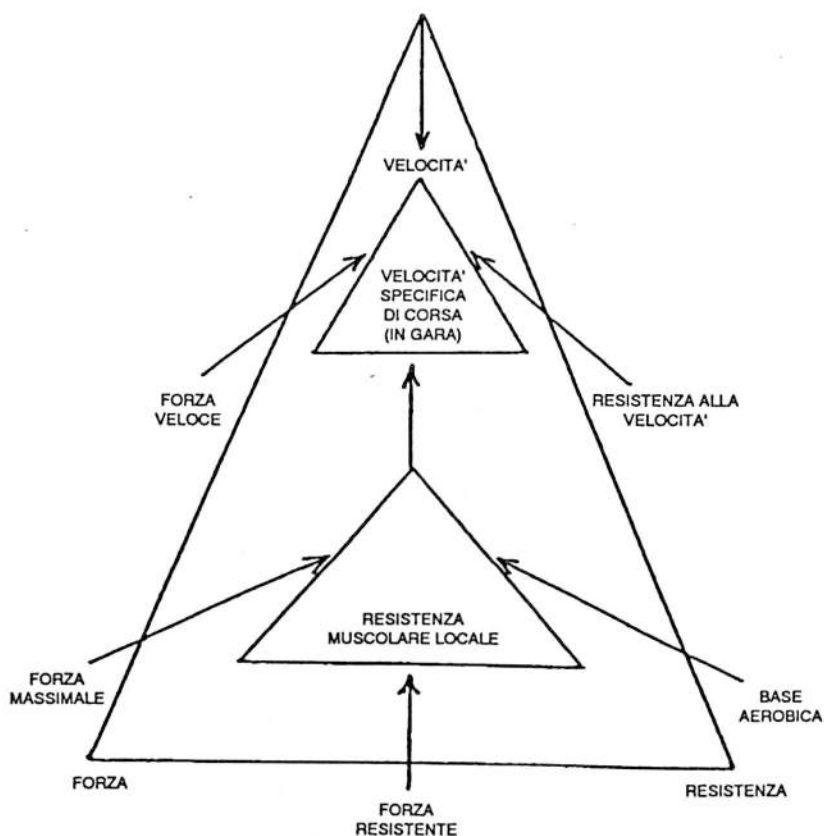 VELOCITA'
VELOCITA'
SPECIFICA
DI CORSA
(IN GARA)
FORZA
VELOCE
RESISTENZA ALLA
VELOCITA'
RESISTENZA
MUSCOLARE LOCALE
FORZA
MASSIMALE
BASE
AEROBICA
FORZA
RESISTENZA
FORZA
RESISTENTE